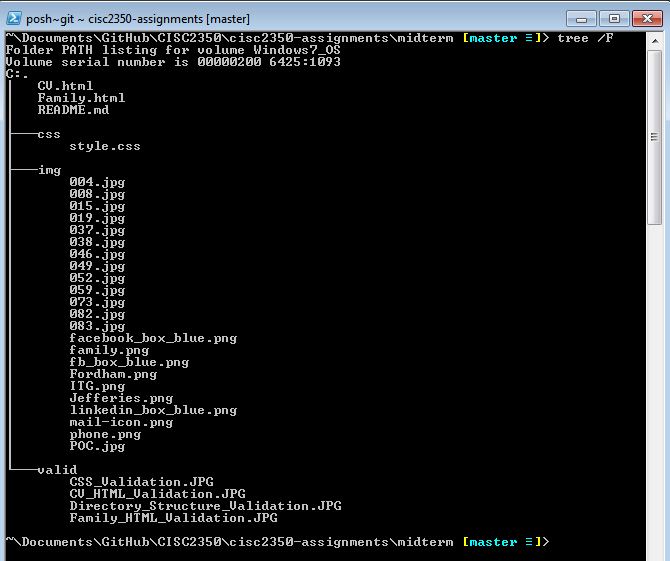 posh~git ~ cisc2350-assignments [master]
~\Documents\GitHub\CISC2350\cisc2350-assignments\midterm [master ≡]> tree /F
Folder PATH listing for volume Windows7_OS
Volume serial number is 00000200 6425:1093
C:.
CV.html
Family.html
README.md
css
style.css
img
004.jpg
008.jpg
015.jpg
019.jpg
037.jpg
038.jpg
046.jpg
049.jpg
052.jpg
059.jpg
073.jpg
082.jpg
083.jpg
facebook_box_blue.png
family.png
fb_box_blue.png
Fordham.png
ITG.png
Jefferies.png
linkedin_box_blue.png
mail-icon.png
phone.png
POC.jpg
valid
CSS_Validation.JPG
CV_HTML_Validation.JPG
Directory_Structure_Validation.JPG
Family_HTML_Validation.JPG
~\Documents\GitHub\CISC2350\cisc2350-assignments\midterm [master ≡]>